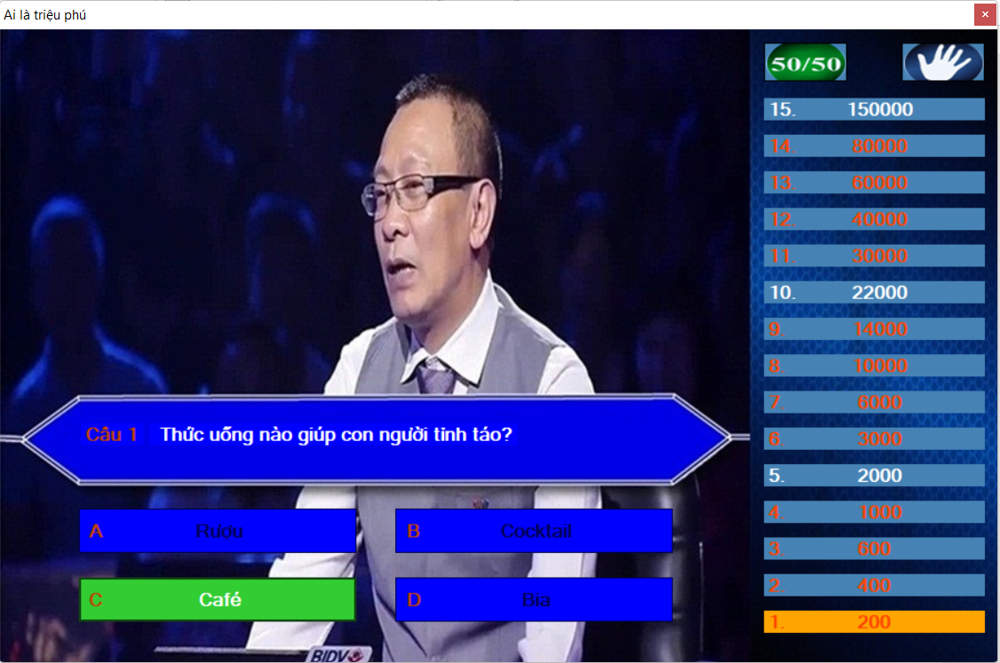 Ai là triệu phú
50/50
15. 150000
14. 80000
13. 60000
12. 40000
11. 30000
10. 22000
9. 14000
8. 10000
7. 6000
6. 3000
5. 2000
4. 1000
3. 600
2. 400
1. 200
Câu 1 Thức uống nào giúp con người tỉnh táo?
A Rượu
B Cocktail
C Café
D Bia
BIDV